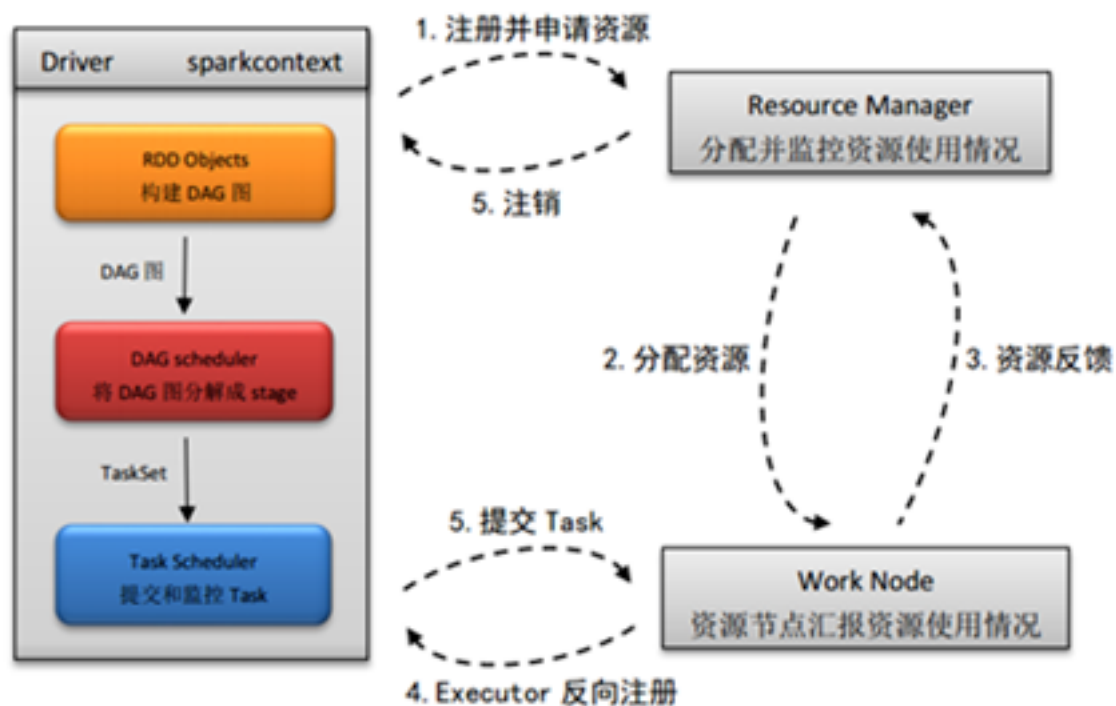 Driver sparkcontext
RDD Objects
构建 DAG 图
DAG 图
DAG scheduler
将 DAG 图分解成 stage
TaskSet
Task Scheduler
提交和监控 Task
1. 注册并申请资源
Resource Manager
分配并监控资源使用情况
5. 注销
2. 分配资源
3. 资源反馈
5. 提交 Task
Work Node
资源节点汇报资源使用情况
4. Executor 反向注册